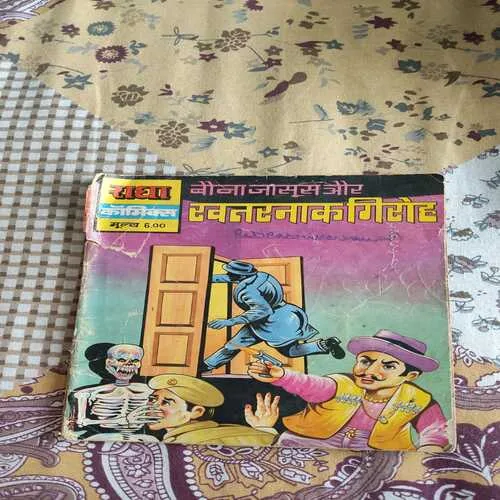 राधा
कॉमिक्स
मूल्य 6.00
बौना जासूस और
खतरनाक गिरोह